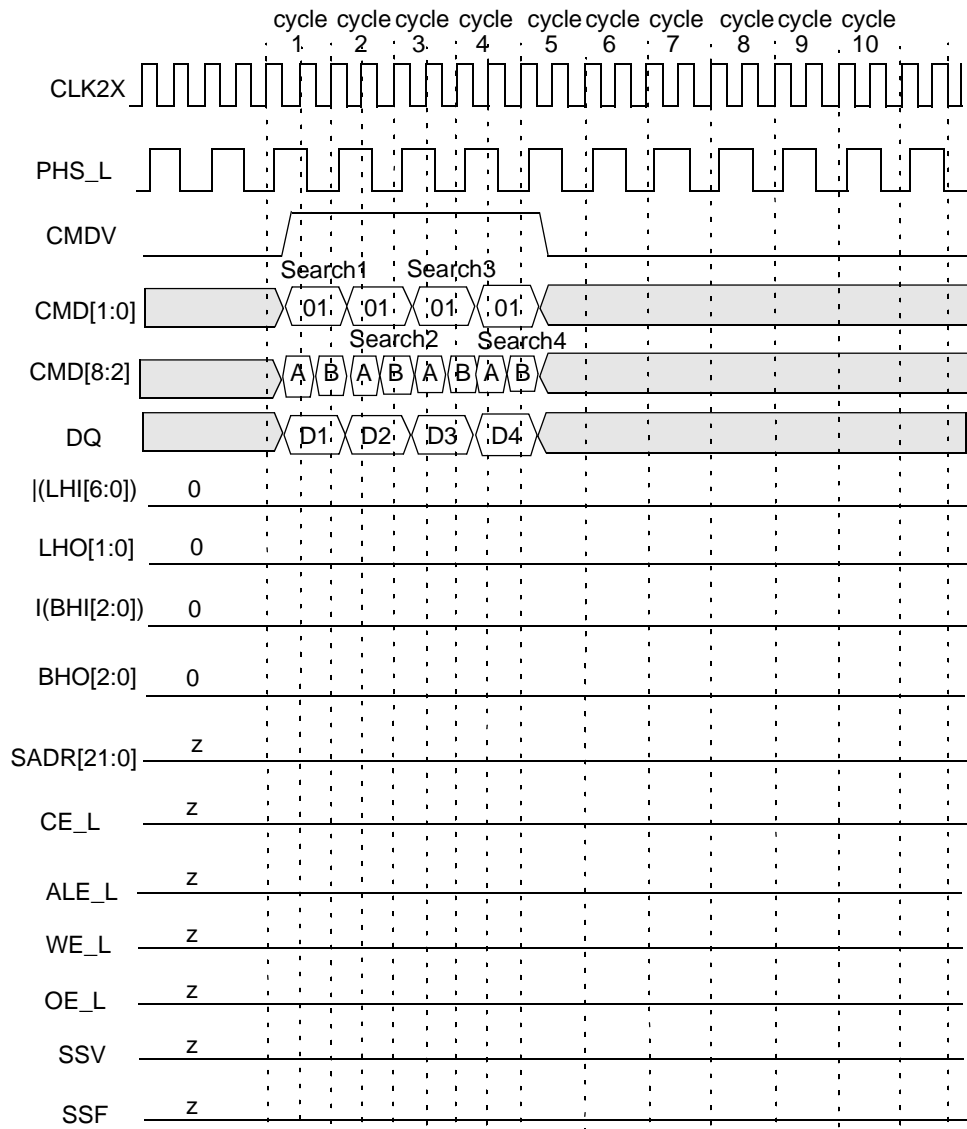 cycle cycle cycle cycle cycle cycle cycle cycle cycle cycle
1 2 3 4 5 6 7 8 9 10
CLK2X
PHS_L
CMDV
Search1 Search3
CMD[1:0] 01 01 01 01
Search2 Search4
CMD[8:2] A B A B A B A B
DQ D1 D2 D3 D4
|(LHI[6:0]) 0
LHO[1:0] 0
I(BHI[2:0]) 0
BHO[2:0] 0
SADR[21:0] z
CE_L z
ALE_L z
WE_L z
OE_L z
SSV z
SSF z